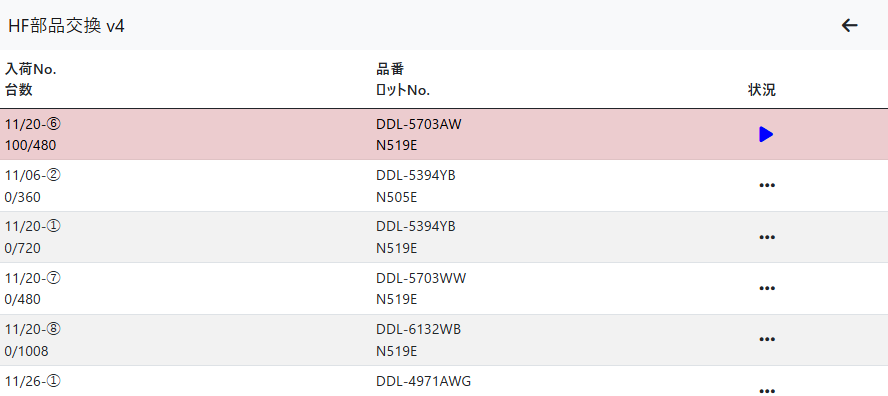 HF部品交換 v4
入荷No. 品番
台数 ロットNo. 状況
11/20-⑥ DDL-5703AW
100/480 N519E
11/06-② DDL-5394YB
0/360 N505E
11/20-① DDL-5394YB
0/720 N519E
11/20-⑦ DDL-5703WW
0/480 N519E
11/20-⑧ DDL-6132WB
0/1008 N519E
11/26-① DDL-4971AWG